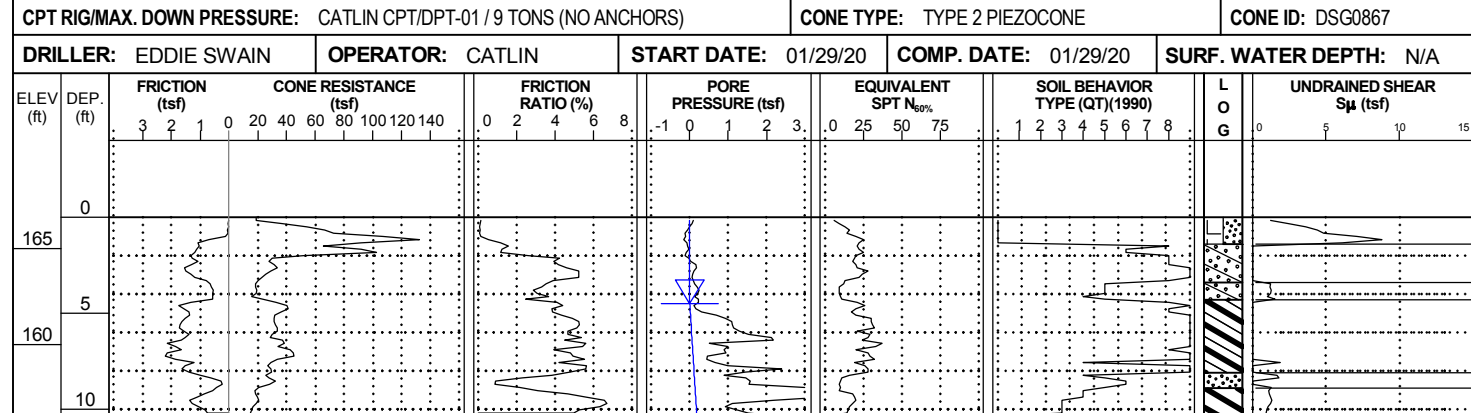 CPT RIG/MAX. DOWN PRESSURE: CATLIN CPT/DPT-01 / 9 TONS (NO ANCHORS) CONE TYPE: TYPE 2 PIEZOCONE CONE ID: DSG0867
DRILLER: EDDIE SWAIN OPERATOR: CATLIN START DATE: 01/29/20 COMP. DATE: 01/29/20 SURF. WATER DEPTH: N/A
ELEV (ft)
DEP. (ft)
FRICTION (tsf)
3 2 1 0
CONE RESISTANCE (tsf)
20 40 60 80 100 120 140
FRICTION RATIO (%)
0 2 4 6 8
PORE PRESSURE (tsf)
-1 0 1 2 3
EQUIVALENT SPT N60%
0 25 50 75
SOIL BEHAVIOR TYPE (QT)(1990)
1 2 3 4 5 6 7 8
L
O
G
UNDRAINED SHEAR
Sμ (tsf)
0 5 10 15
0
165
5
160
10